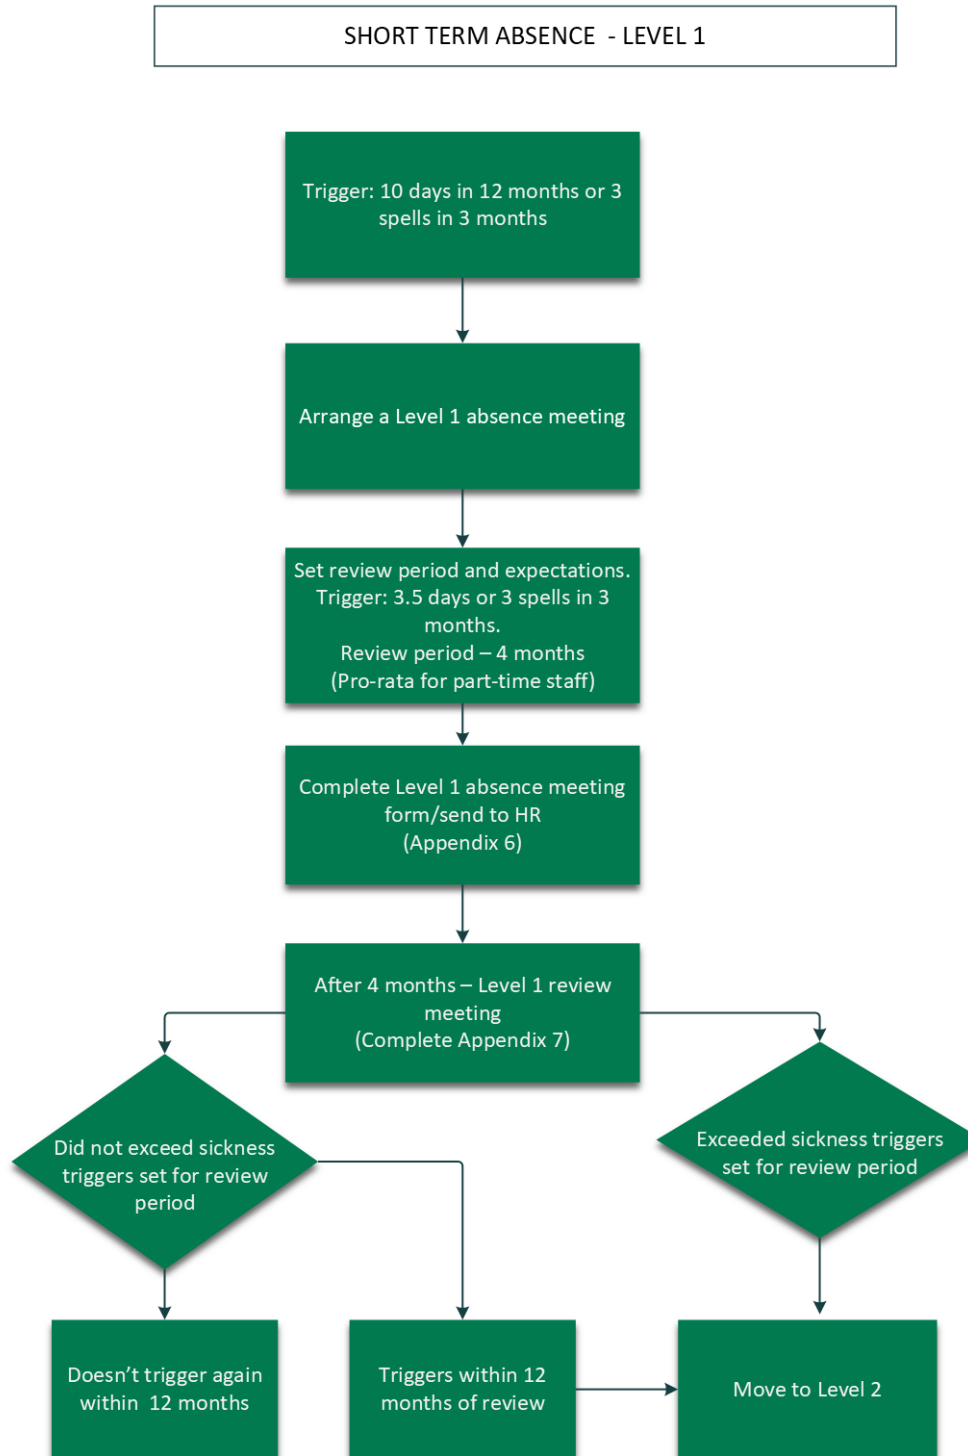 SHORT TERM ABSENCE - LEVEL 1
Trigger: 10 days in 12 months or 3
spells in 3 months
Arrange a Level 1 absence meeting
Set review period and expectations.
Trigger: 3.5 days or 3 spells in 3
months.
Review period – 4 months
(Pro-rata for part-time staff)
Complete Level 1 absence meeting
form/send to HR
(Appendix 6)
After 4 months – Level 1 review
meeting
(Complete Appendix 7)
Did not exceed sickness
triggers set for review
period
Exceeded sickness triggers
set for review period
Doesn’t trigger again
within 12 months
Triggers within 12
months of review
Move to Level 2